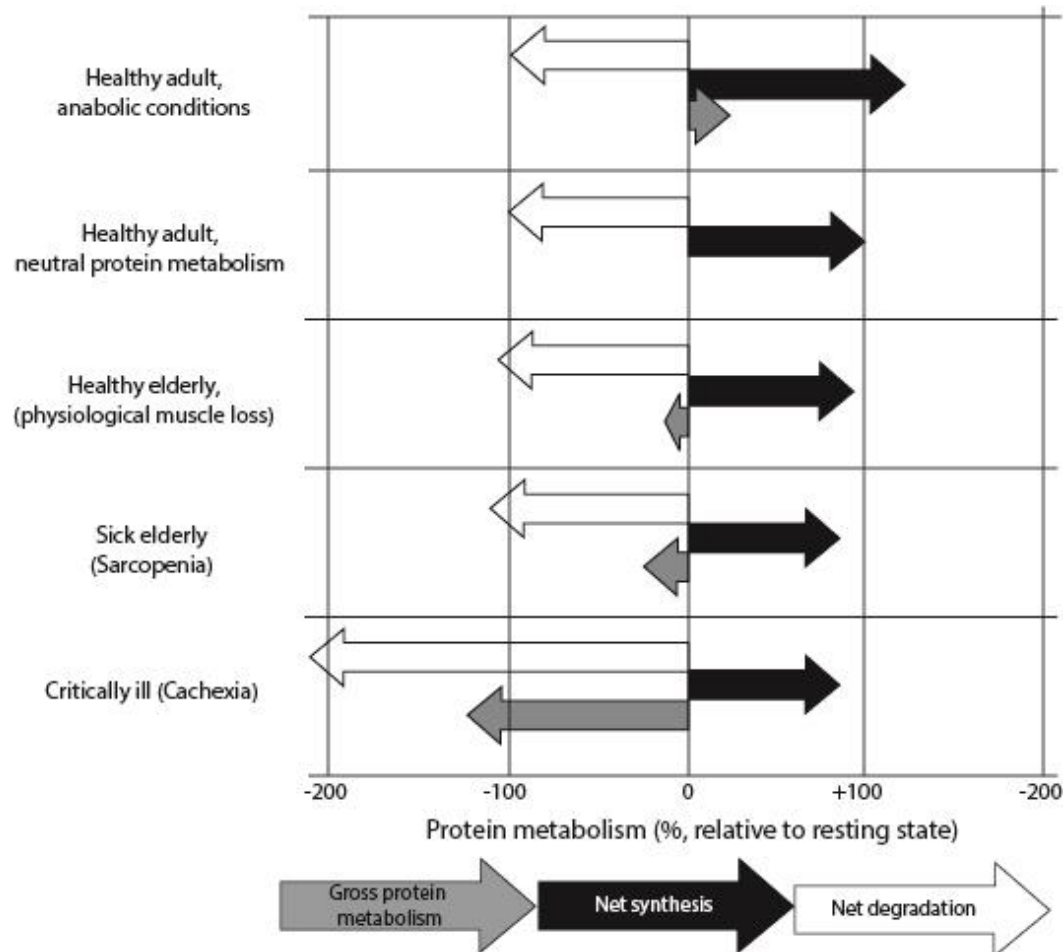 Healthy adult,
anabolic conditions
Healthy adult,
neutral protein metabolism
Healthy elderly,
(physiological muscle loss)
Sick elderly
(Sarcopenia)
Critically ill (Cachexia)
-200 -100 0 +100 -200
Protein metabolism (%, relative to resting state)
Gross protein
metabolism
Net synthesis
Net degradation